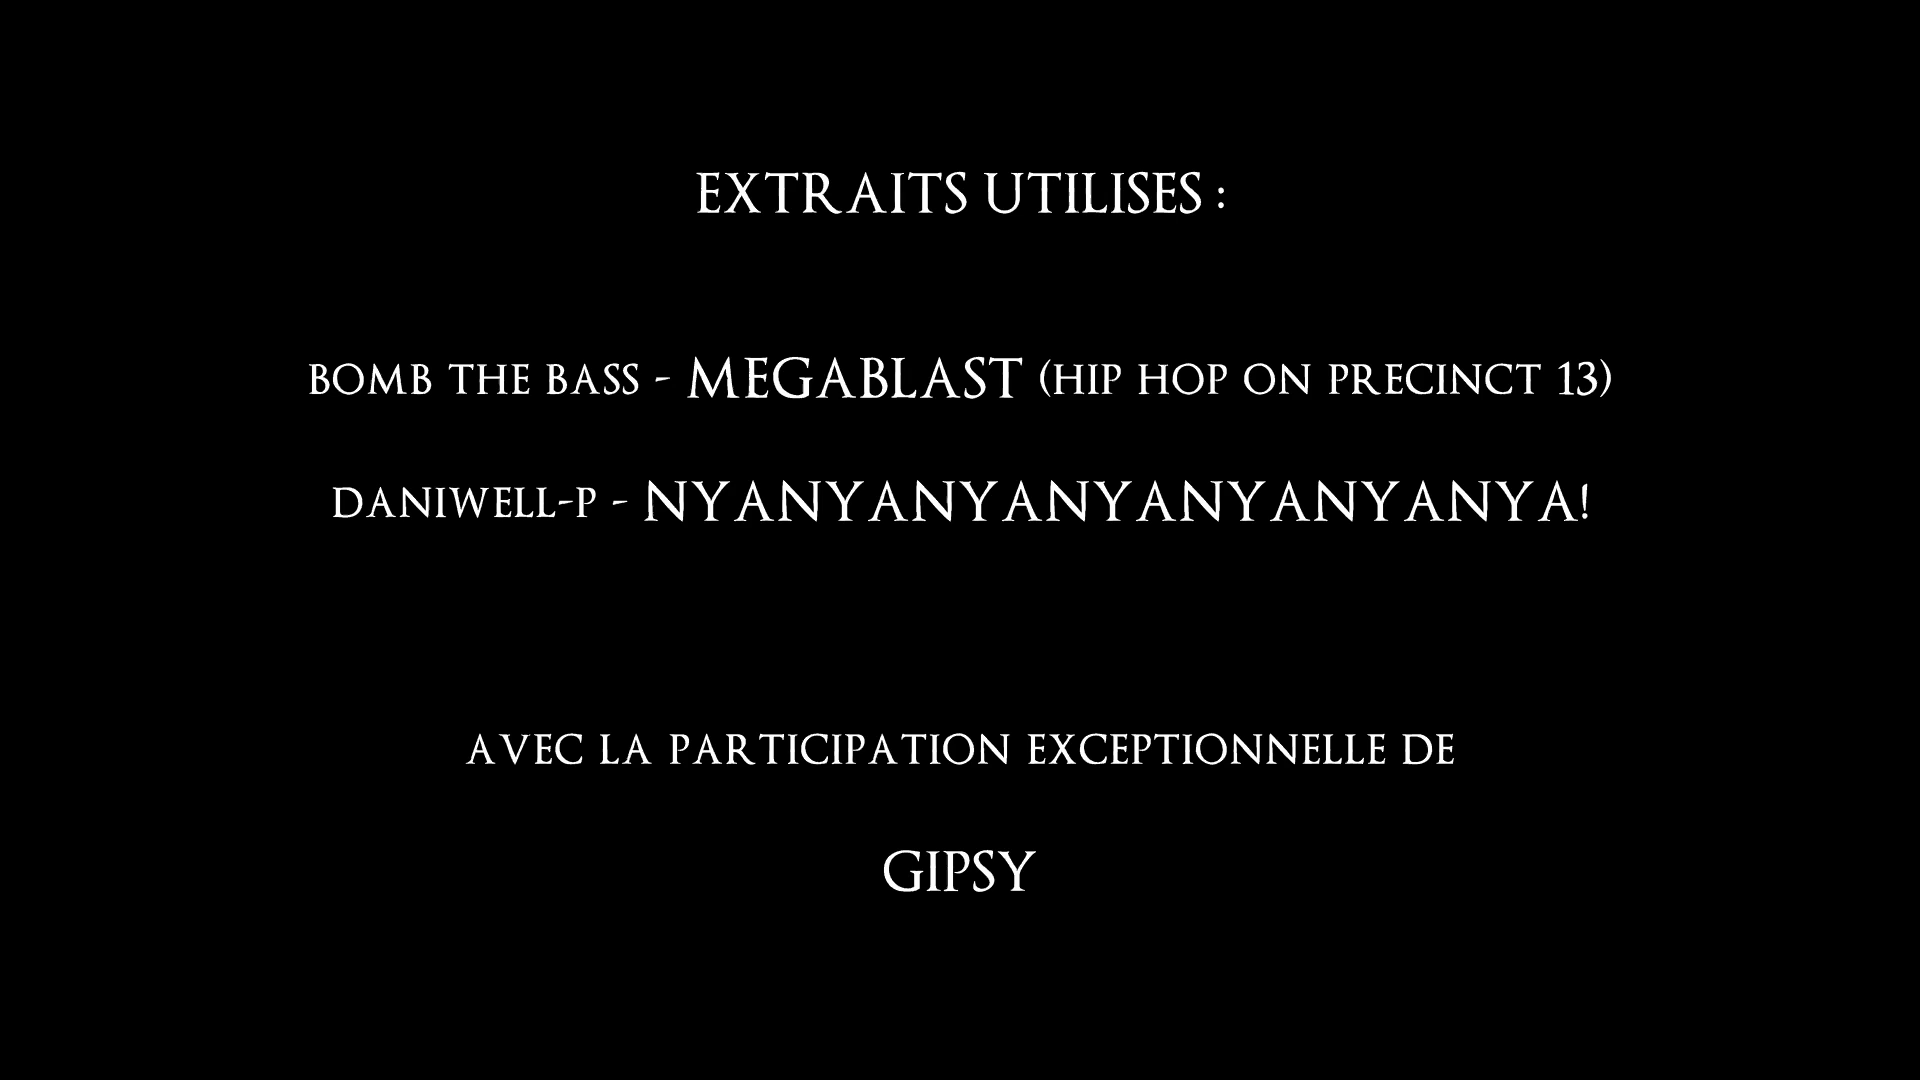 EXTRAITS UTILISES :
BOMB THE BASS - MEGABLAST (HIP HOP ON PRECINCT 13)
DANIWELL-P - NYANYANYANYANYANYANYA!
AVEC LA PARTICIPATION EXCEPTIONNELLE DE
GIPSY